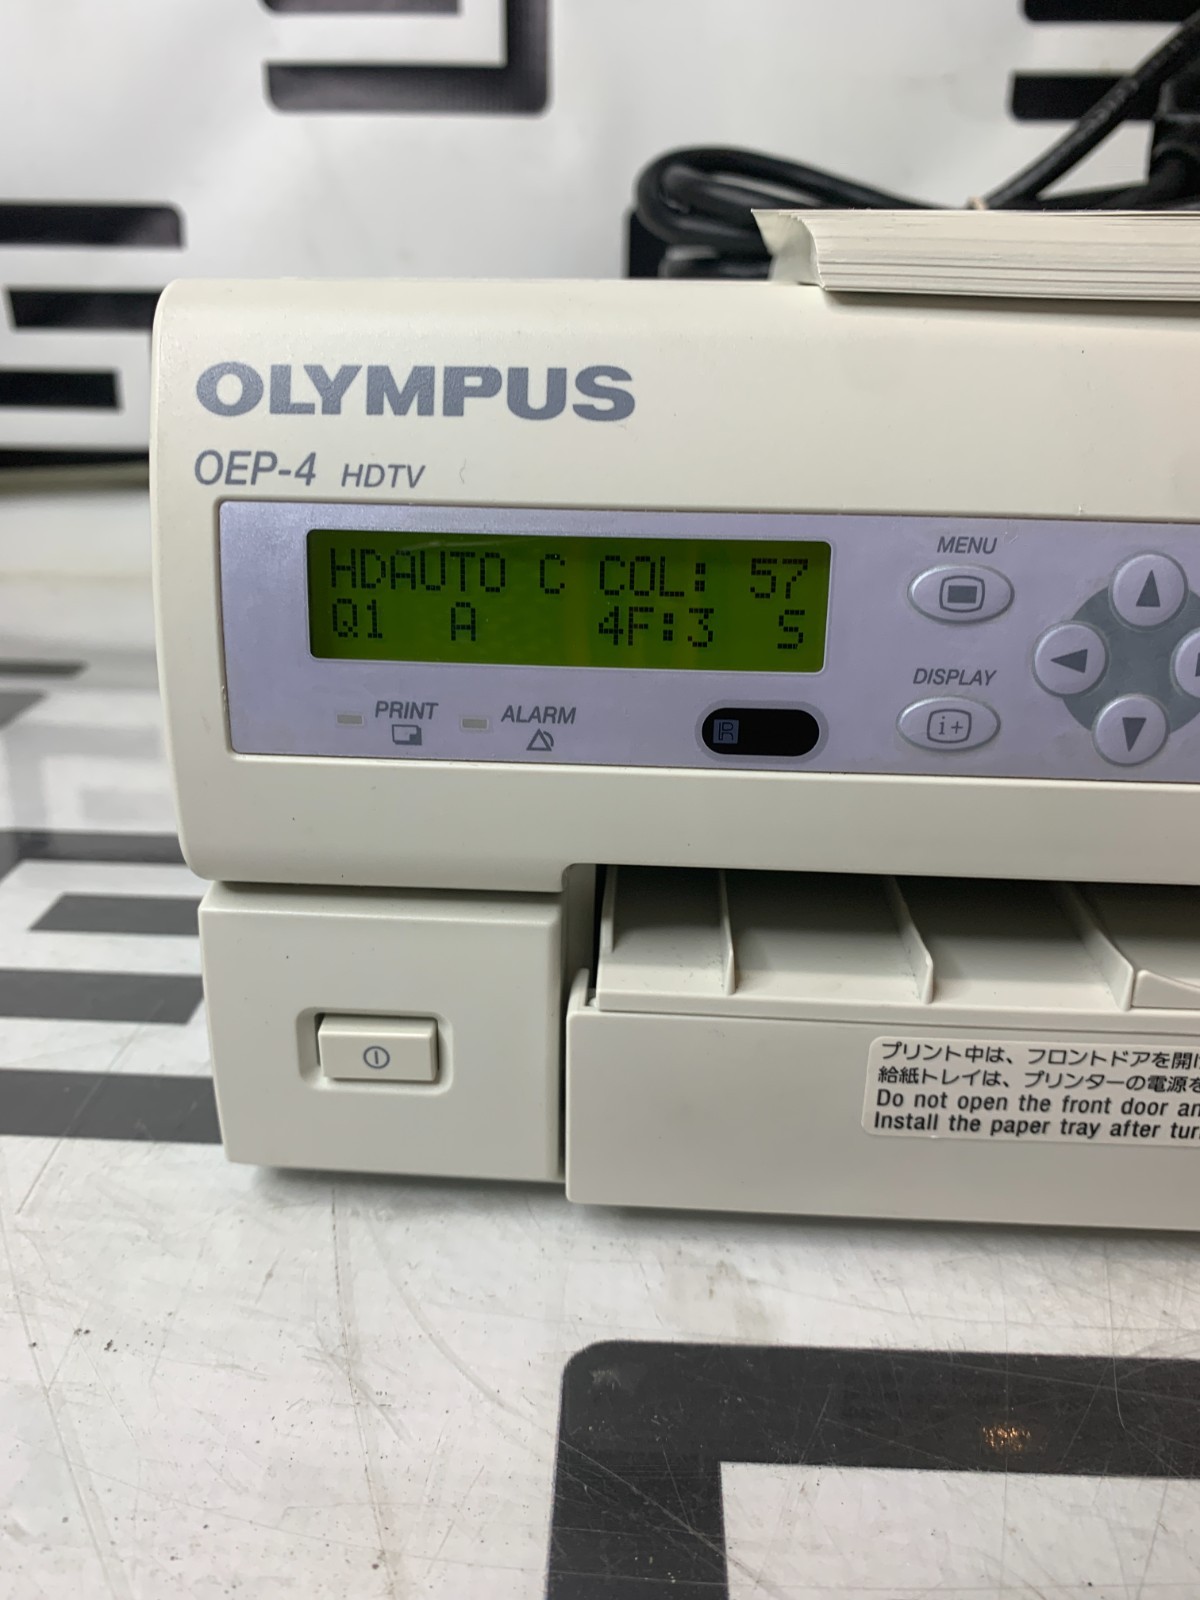 OLYMPUS
OEP-4 HDTV
HDAUTO C COL: 57
Q1 A 4F:3 S
MENU
DISPLAY
i+
PRINT
ALARM
IR
プリント中は、フロントドアを開け
給紙トレイは、プリンターの電源を
Do not open the front door an
Install the paper tray after tur